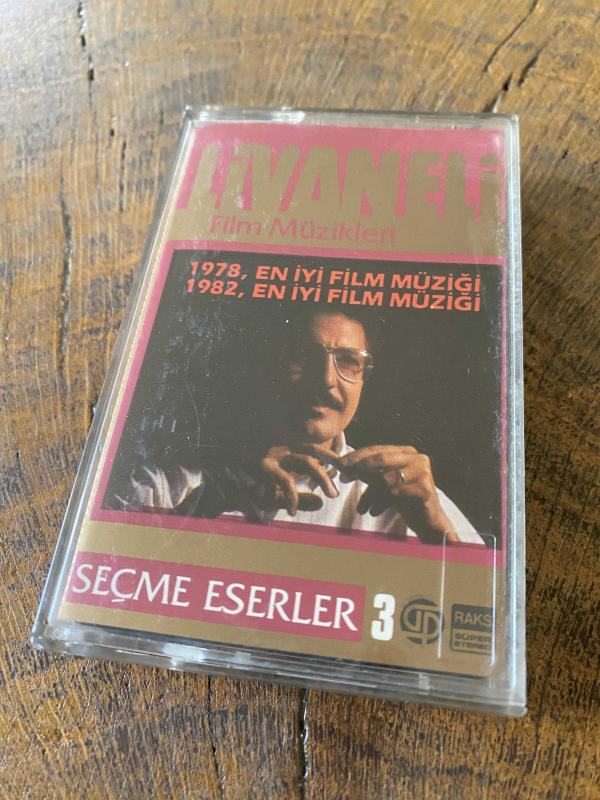 LİVANELİ
Film Müzikleri
1978, EN İYİ FİLM MÜZİĞİ
1982, EN İYİ FİLM MÜZİĞİ
SEÇME ESERLER 3
RAKS
SÜPER
STEREO